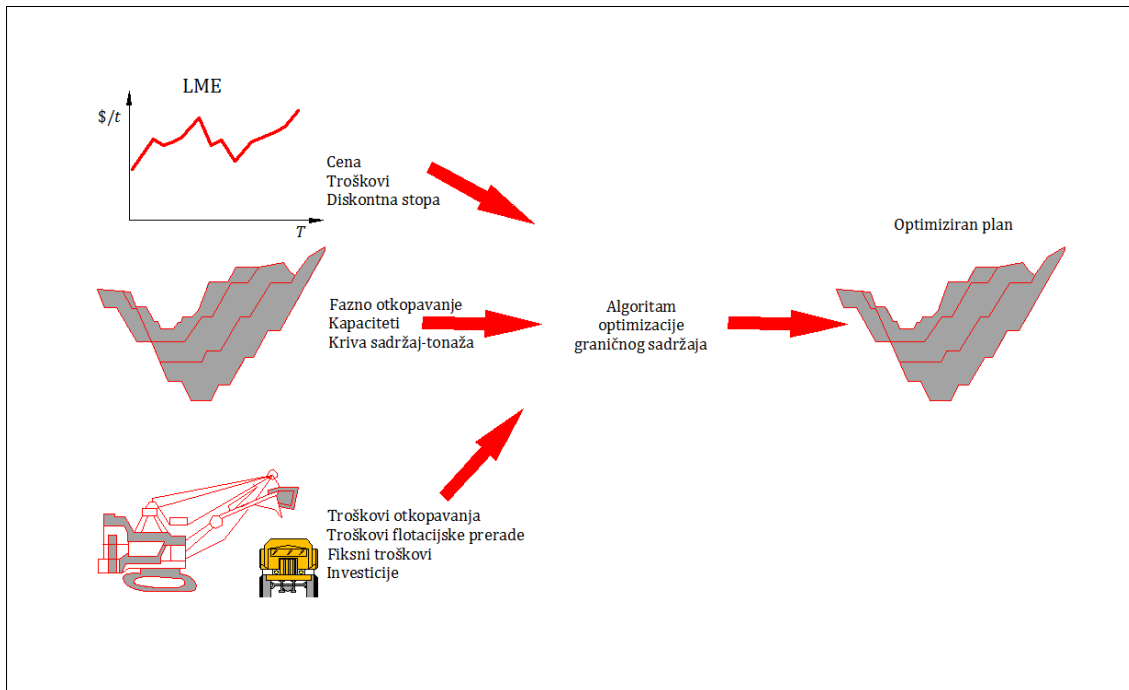 LME
$/t
T
Cena
Troškovi
Diskontna stopa
Fazno otkopavanje
Kapaciteti
Kriva sadržaj-tonaža
Troškovi otkopavanja
Troškovi flotacijske prerade
Fiksni troškovi
Investicije
Algoritam
optimizacije
graničnog sadržaja
Optimiziran plan